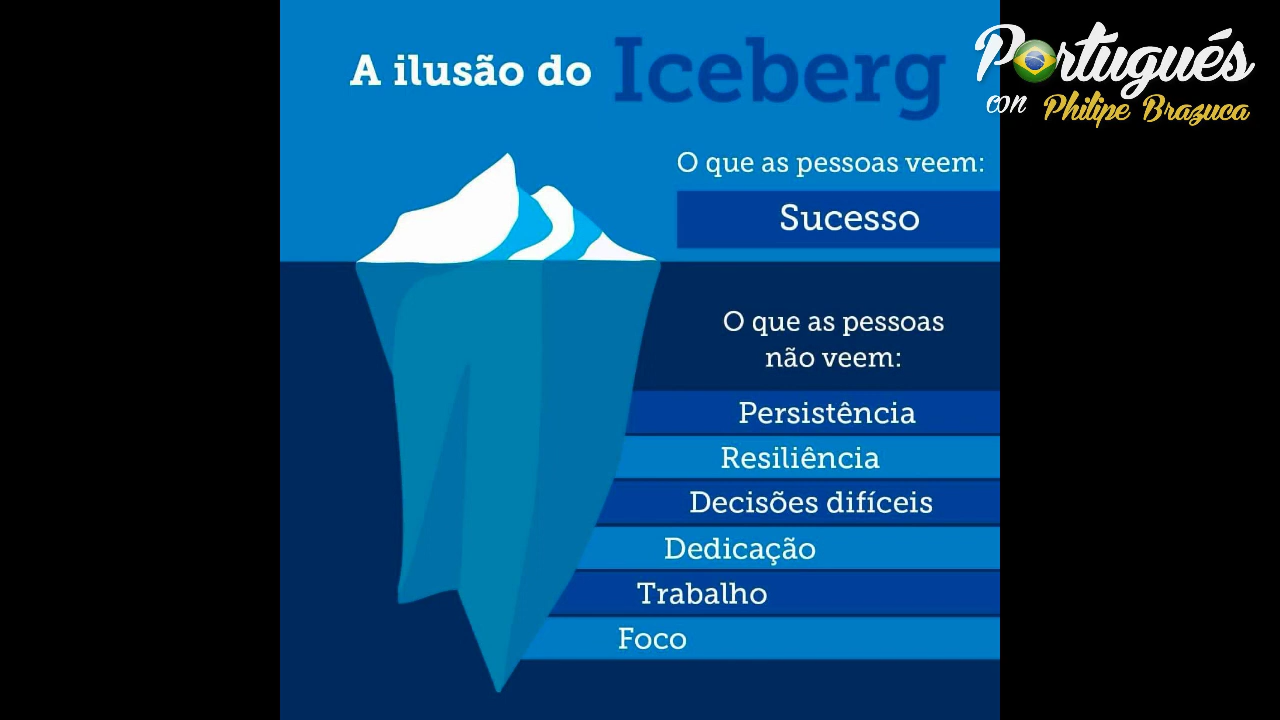 A ilusão do Iceberg
Portugués
con Philipe Brazuca
O que as pessoas veem:
Sucesso
O que as pessoas
não veem:
Persistência
Resiliência
Decisões difíceis
Dedicação
Trabalho
Foco